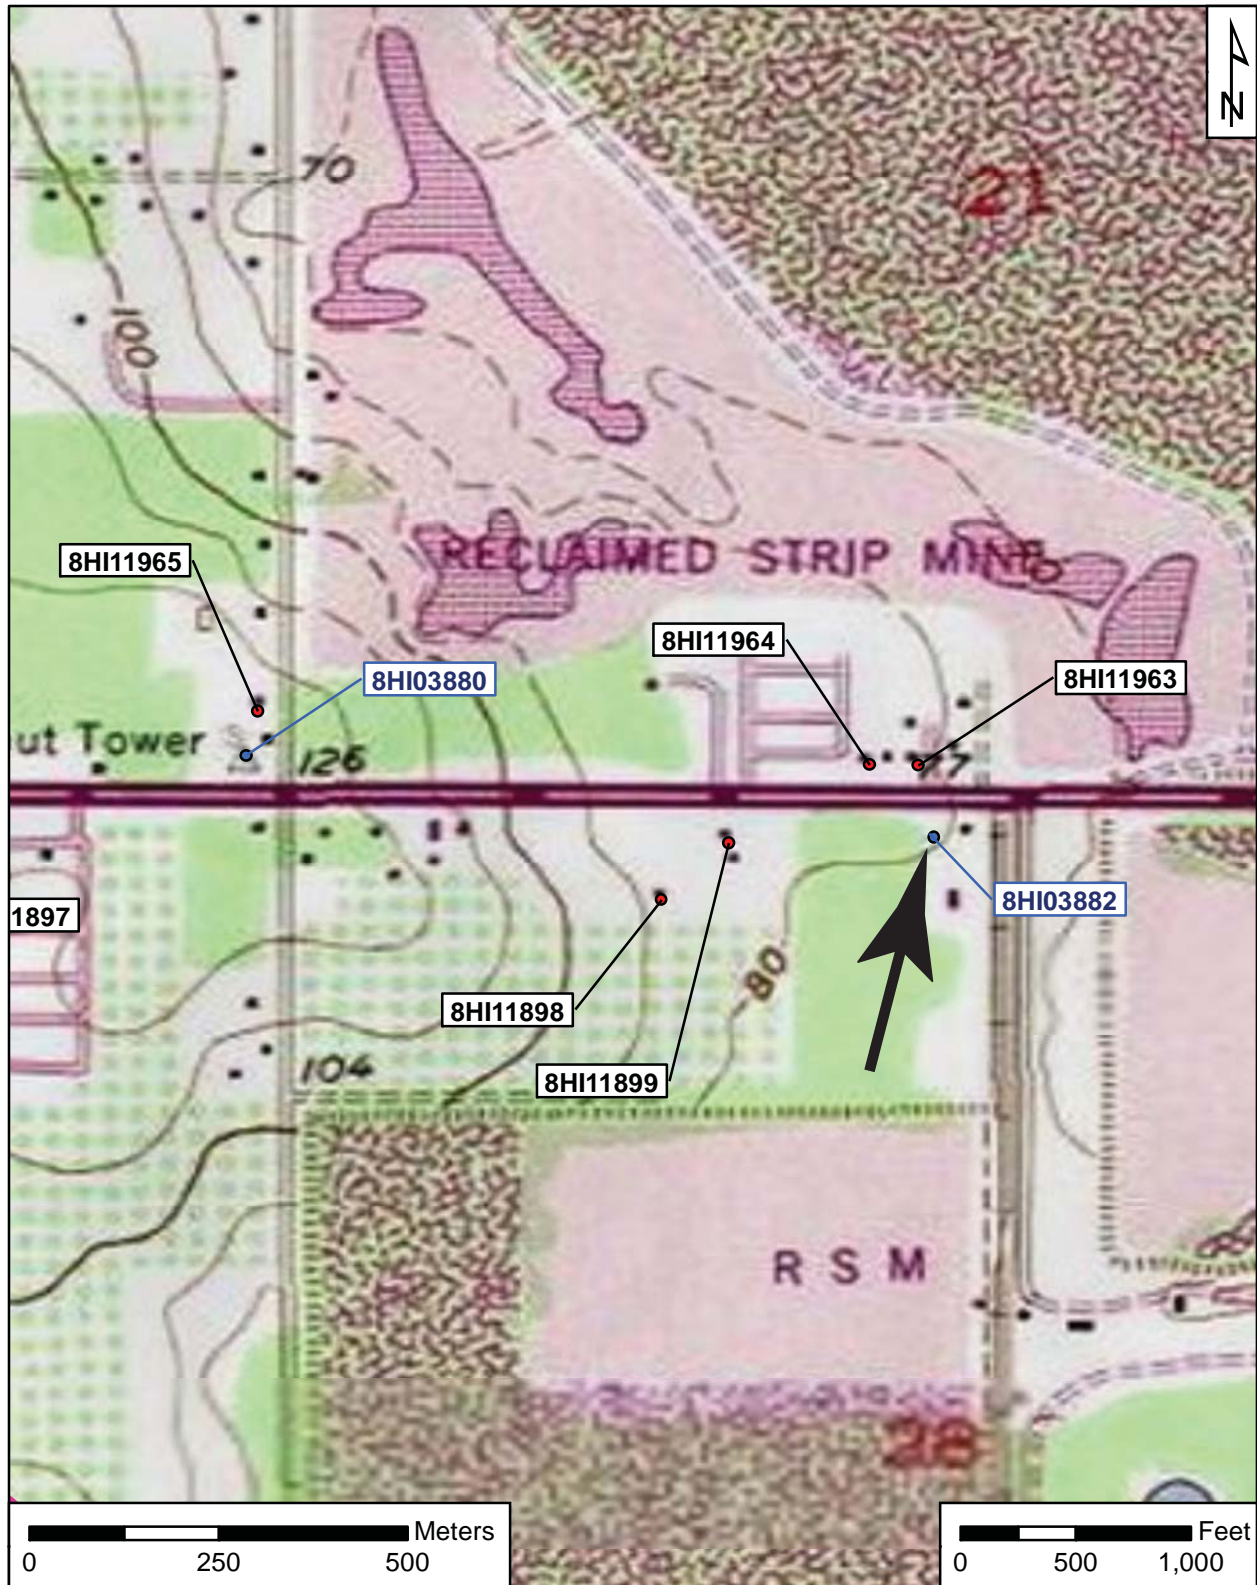 N
21
70
100
RECLAIMED STRIP MINE
8HI11965
8HI11964
8HI03880
8HI11963
ut Tower
126
77
1897
8HI03882
80
8HI11898
8HI11899
104
R S M
28
Meters
0 250 500
Feet
0 500 1,000